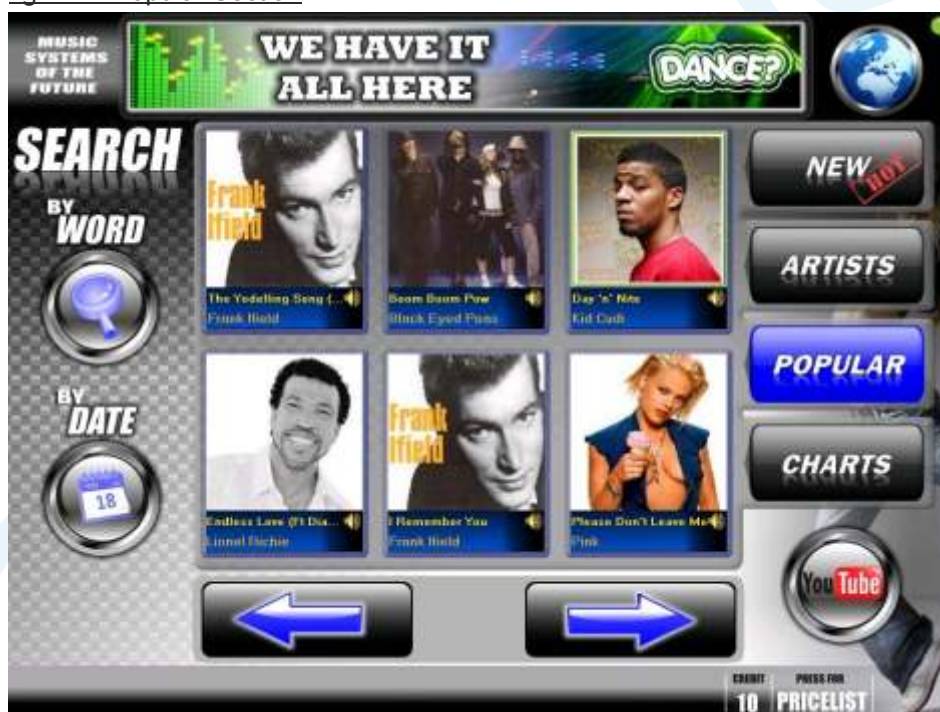 MUSIC
SYSTEMS
OF THE
FUTURE
WE HAVE IT
ALL HERE
DANCE?
SEARCH
BY
WORD
BY
DATE
18
Frank
Ifield
The Yodelling Song (...
Frank Ifield
Boom Boom Pow
Black Eyed Peas
Day 'n' Nite
Kid Cudi
Endless Love (Ft Dia...
Lionel Richie
Frank
Ifield
I Remember You
Frank Ifield
Please Don't Leave Me
Pink
NEW
HOT
ARTISTS
POPULAR
CHARTS
YouTube
CREDIT
10
PRESS FOR
PRICELIST